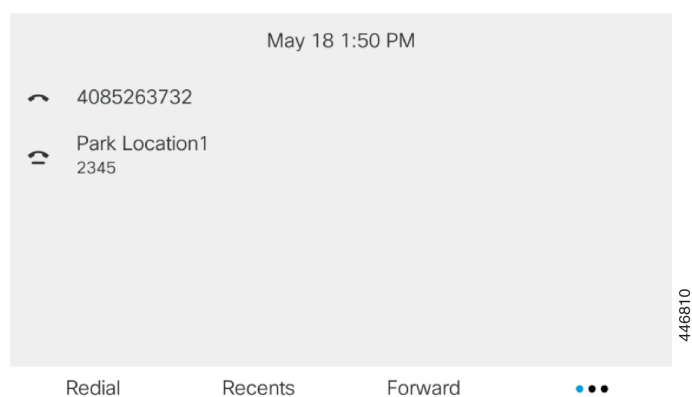 May 18 1:50 PM
4085263732
Park Location1
2345
446810
Redial Recents Forward